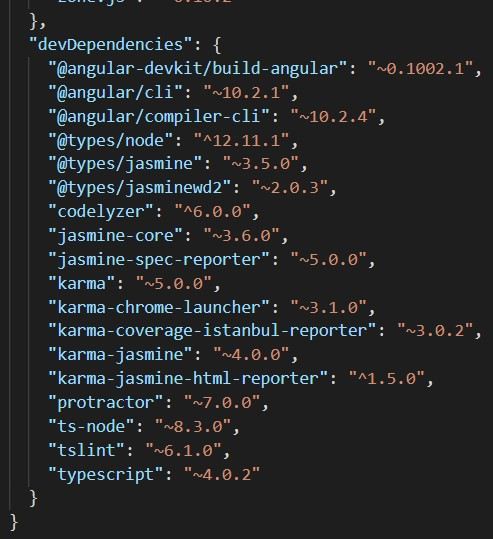 },
"devDependencies": {
"@angular-devkit/build-angular": "~0.1002.1",
"@angular/cli": "~10.2.1",
"@angular/compiler-cli": "~10.2.4",
"@types/node": "^12.11.1",
"@types/jasmine": "~3.5.0",
"@types/jasminewd2": "~2.0.3",
"codelyzer": "^6.0.0",
"jasmine-core": "~3.6.0",
"jasmine-spec-reporter": "~5.0.0",
"karma": "~5.0.0",
"karma-chrome-launcher": "~3.1.0",
"karma-coverage-istanbul-reporter": "~3.0.2",
"karma-jasmine": "~4.0.0",
"karma-jasmine-html-reporter": "^1.5.0",
"protractor": "~7.0.0",
"ts-node": "~8.3.0",
"tslint": "~6.1.0",
"typescript": "~4.0.2"
}
}